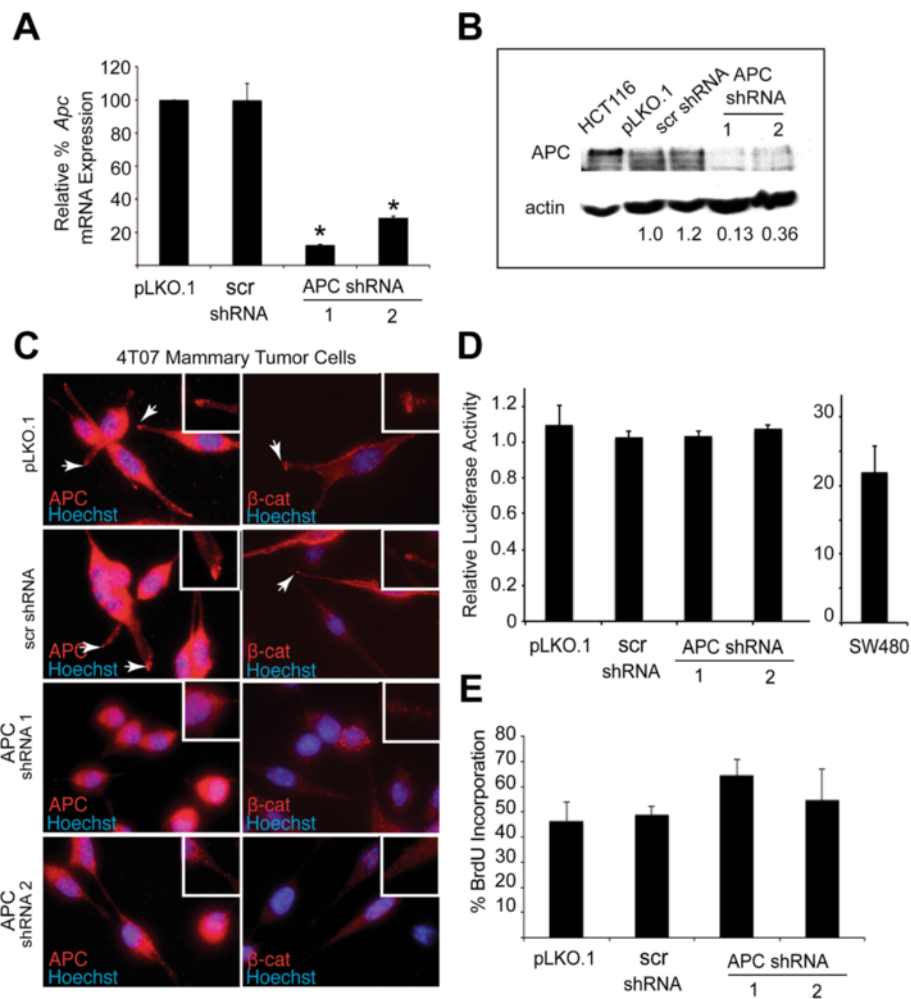 A
Relative % Apc
mRNA Expression
120
100
80
60
40
20
pLKO.1
scr
shRNA
APC shRNA
1
2
B
HCT116
pLKO.1
scr shRNA
APC
shRNA
1
2
APC
actin
1.0 1.2 0.13 0.36
C
4T07 Mammary Tumor Cells
pLKO.1
APC
Hoechst
β-cat
Hoechst
scr shRNA
APC
Hoechst
β-cat
Hoechst
APC
shRNA 1
APC
Hoechst
β-cat
Hoechst
APC
shRNA 2
APC
Hoechst
β-cat
Hoechst
D
Relative Luciferase Activity
1.2
1.0
0.8
0.6
0.4
0.2
0
pLKO.1
scr
shRNA
APC shRNA
1
2
30
20
10
0
SW480
E
% BrdU Incorporation
80
70
60
50
40
30
20
10
pLKO.1
scr
shRNA
APC shRNA
1
2